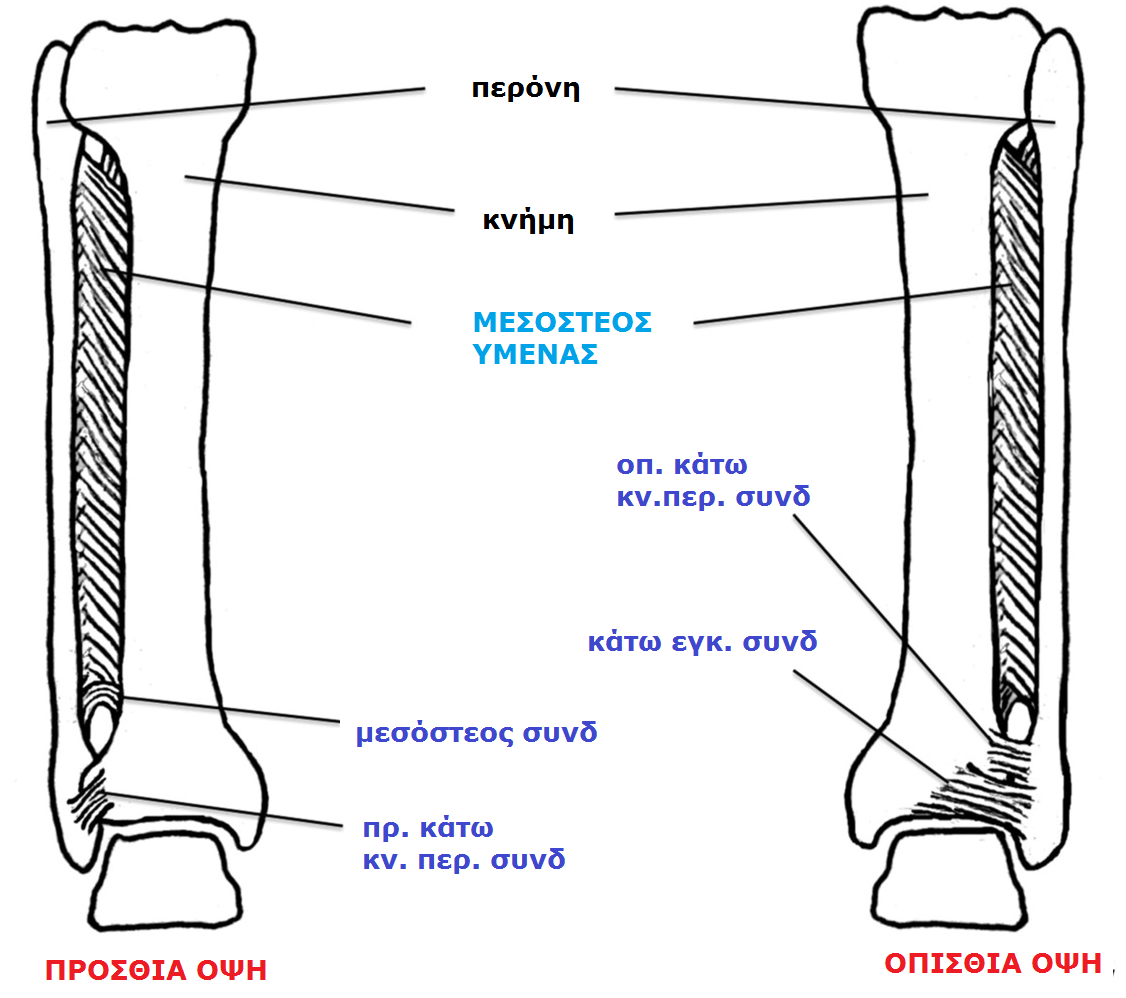 περόνη
κνήμη
ΜΕΣΟΣΤΕΟΣ
ΥΜΕΝΑΣ
οπ. κάτω
κν.περ. συνδ
κάτω εγκ. συνδ
μεσόστεος συνδ
πρ. κάτω
κν. περ. συνδ
ΠΡΟΣΘΙΑ ΟΨΗ
ΟΠΙΣΘΙΑ ΟΨΗ